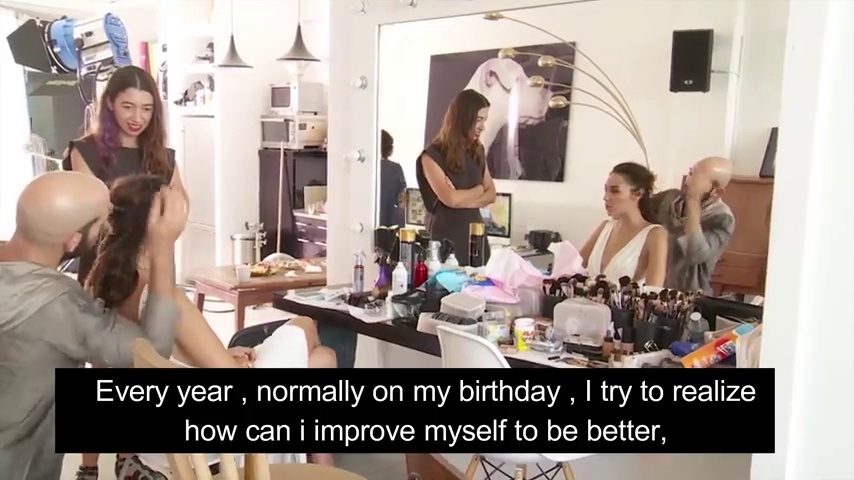 Every year , normally on my birthday , I try to realize
how can i improve myself to be better,